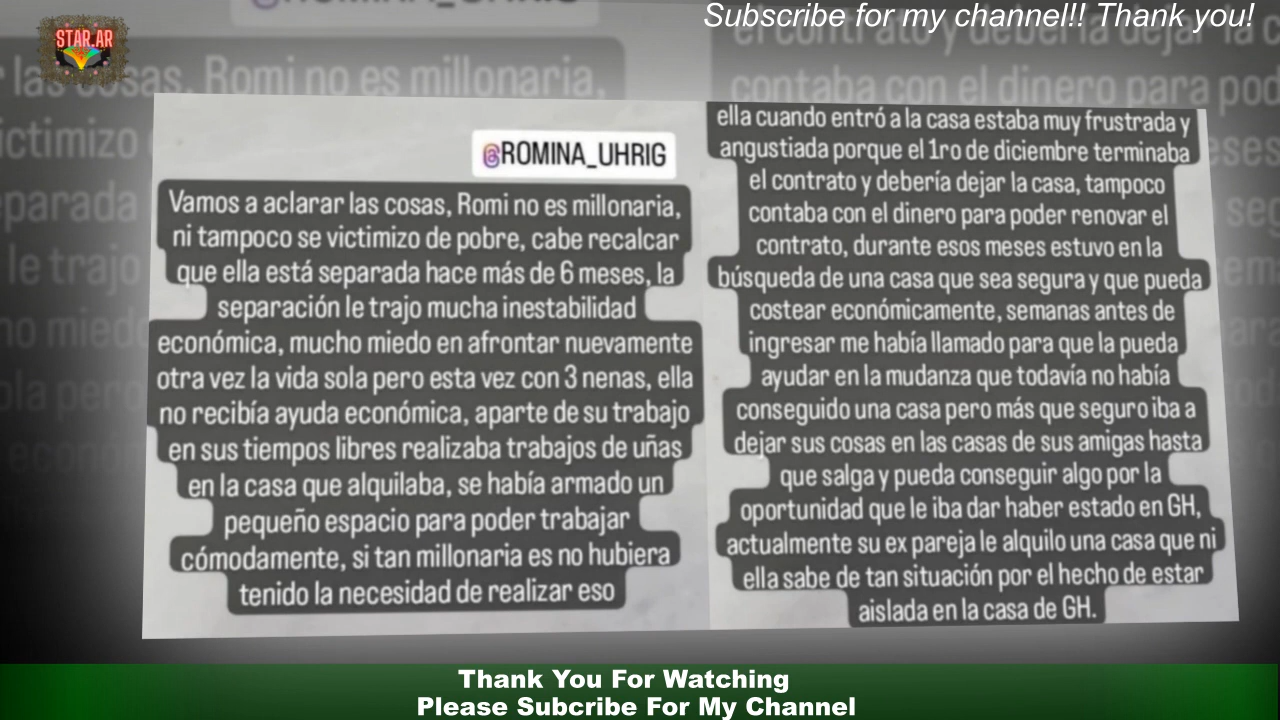 Subscribe for my channel!! Thank you!
STAR.AR
@ROMINA_UHRIG
Vamos a aclarar las cosas, Romi no es millonaria,
ni tampoco se victimizo de pobre, cabe recalcar
que ella está separada hace más de 6 meses, la
separación le trajo mucha inestabilidad
económica, mucho miedo en afrontar nuevamente
otra vez la vida sola pero esta vez con 3 nenas, ella
no recibía ayuda económica, aparte de su trabajo
en sus tiempos libres realizaba trabajos de uñas
en la casa que alquilaba, se había armado un
pequeño espacio para poder trabajar
cómodamente, si tan millonaria es no hubiera
tenido la necesidad de realizar eso
ella cuando entró a la casa estaba muy frustrada y
angustiada porque el 1ro de diciembre terminaba
el contrato y debería dejar la casa, tampoco
contaba con el dinero para poder renovar el
contrato, durante esos meses estuvo en la
búsqueda de una casa que sea segura y que pueda
costear económicamente, semanas antes de
ingresar me había llamado para que la pueda
ayudar en la mudanza que todavía no había
conseguido una casa pero más que seguro iba a
dejar sus cosas en las casas de sus amigas hasta
que salga y pueda conseguir algo por la
oportunidad que le iba dar haber estado en GH,
actualmente su ex pareja le alquilo una casa que ni
ella sabe de tan situación por el hecho de estar
aislada en la casa de GH.
Thank You For Watching
Please Subcribe For My Channel